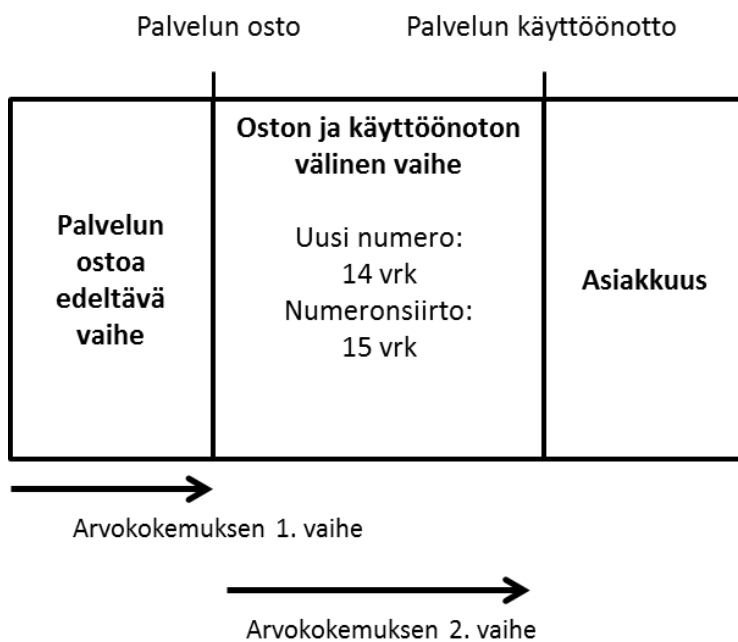 Palvelun osto
Palvelun käyttöönotto
Palvelun
ostoa
edeltävä
vaihe
Oston ja käyttöönoton
välinen vaihe
Uusi numero:
14 vrk
Numeronsiirto:
15 vrk
Asiakkuus
Arvokokemuksen 1. vaihe
Arvokokemuksen 2. vaihe